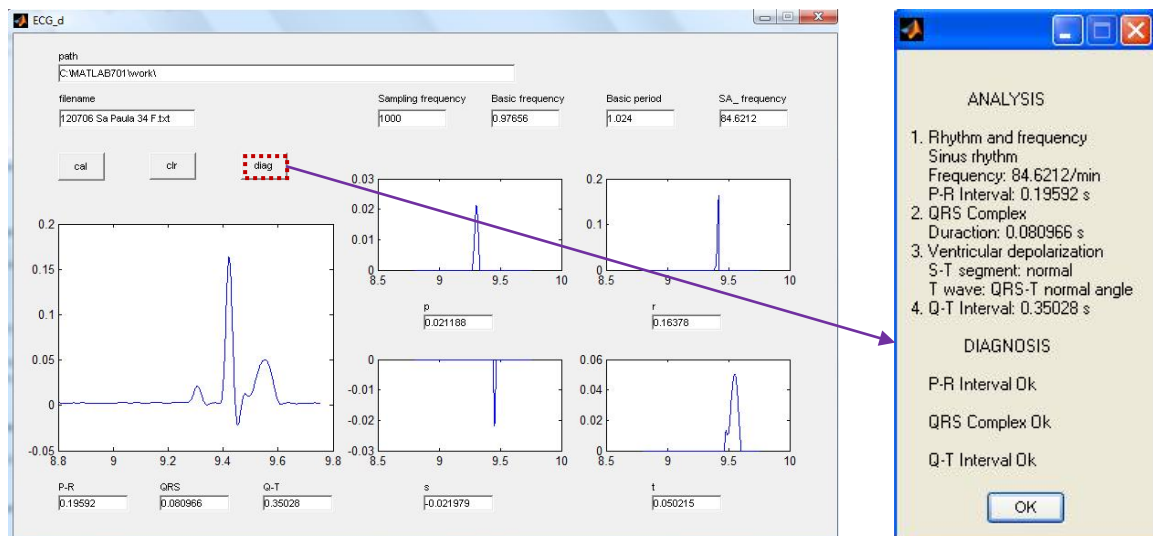 ECG_d
path
C:\MATLAB701\work\
filename
Sampling frequency Basic frequency Basic period SA_ frequency
120706 Sa Paula 34 F.txt 1000 0.97656 1.024 84.6212
cal clr diag
0.2
0.15
0.1
0.05
0
-0.05
8.8 9 9.2 9.4 9.6 9.8
0.03
0.02
0.01
0
8.5 9 9.5 10
p
0.021188
0.2
0.1
0
8.5 9 9.5 10
r
0.16378
0
-0.01
-0.02
-0.03
8.5 9 9.5 10
s
-0.021979
0.06
0.04
0.02
0
8.5 9 9.5 10
t
0.050215
P-R QRS Q-T
0.19592 0.080966 0.35028
ANALYSIS
1. Rhythm and frequency
Sinus rhythm
Frequency: 84.6212/min
P-R Interval: 0.19592 s
2. QRS Complex
Duration: 0.080966 s
3. Ventricular depolarization
S-T segment: normal
T wave: QRS-T normal angle
4. Q-T Interval: 0.35028 s
DIAGNOSIS
P-R Interval Ok
QRS Complex Ok
Q-T Interval Ok
OK